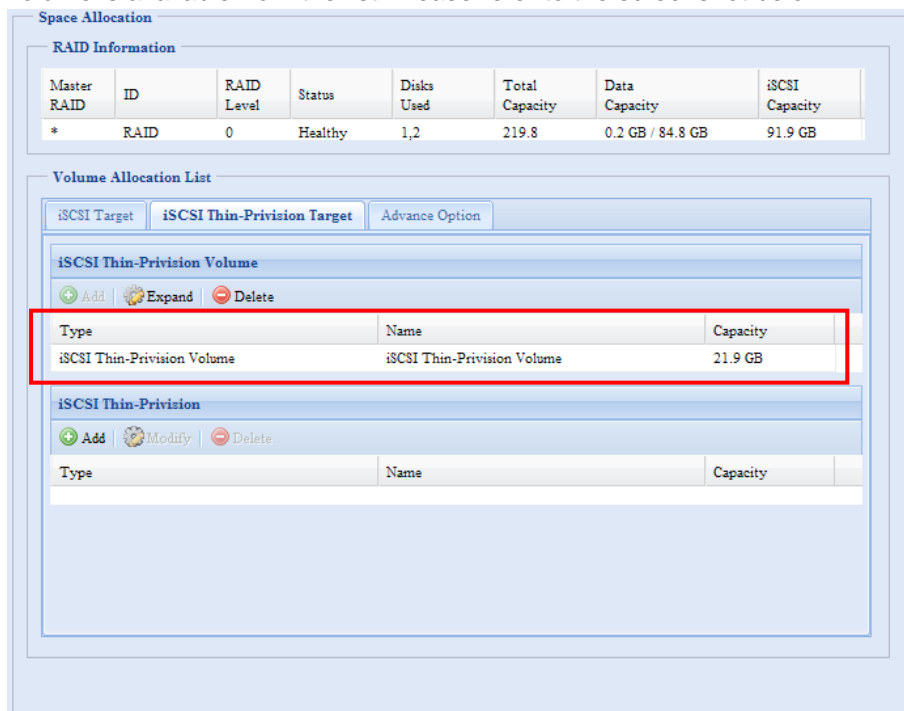 Space Allocation
RAID Information
Master RAID ID RAID Level Status Disks Used Total Capacity Data Capacity iSCSI Capacity
* RAID 0 Healthy 1,2 219.8 0.2 GB / 84.8 GB 91.9 GB
Volume Allocation List
iSCSI Target iSCSI Thin-Privision Target Advance Option
iSCSI Thin-Privision Volume
Add Expand Delete
Type Name Capacity
iSCSI Thin-Privision Volume iSCSI Thin-Privision Volume 21.9 GB
iSCSI Thin-Privision
Add Modify Delete
Type Name Capacity